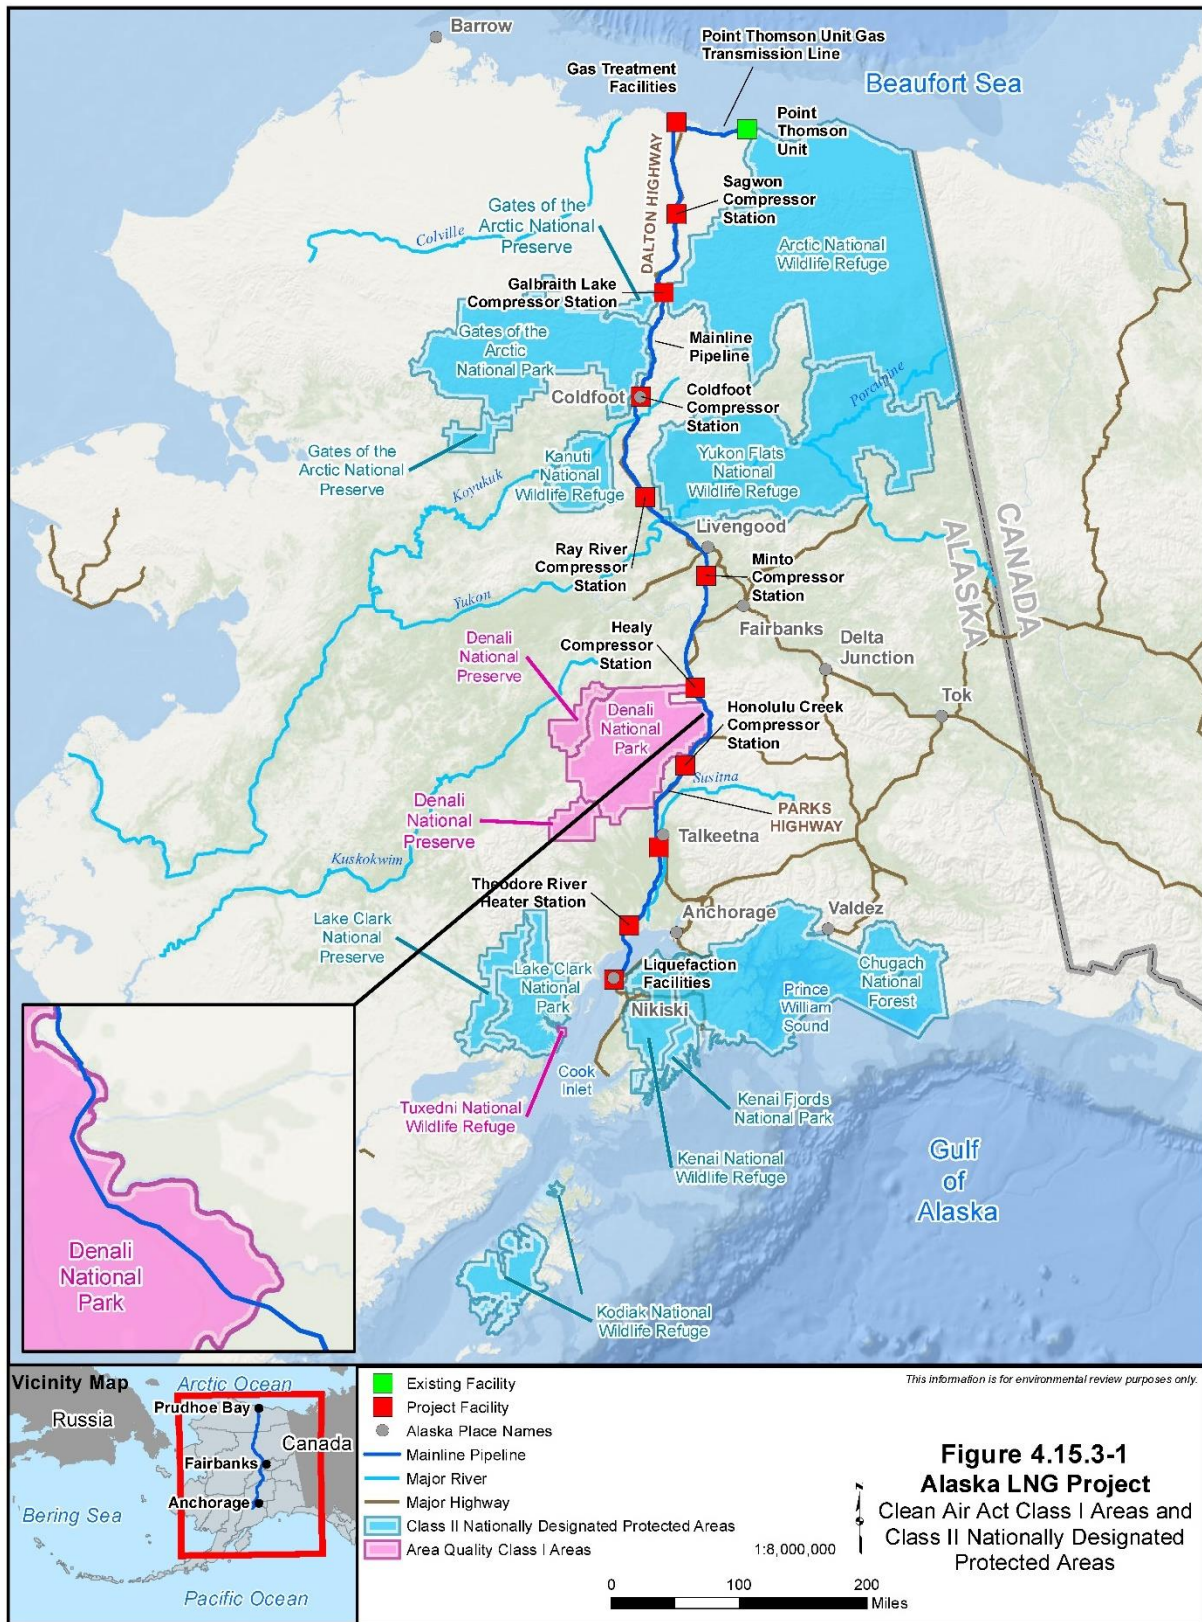 Barrow
Point Thomson Unit Gas
Transmission Line
Gas Treatment
Facilities
Beaufort Sea
Point
Thomson
Unit
DALTON HIGHWAY
Sagwon
Compressor
Station
Gates of the
Arctic National
Preserve
Colville
Arctic National
Wildlife Refuge
Galbraith Lake
Compressor Station
Gates of the
Arctic
National Park
Mainline
Pipeline
Porcupine
Coldfoot
Coldfoot
Compressor
Station
Gates of the
Arctic National
Preserve
Kanuti
National
Wildlife Refuge
Yukon Flats
National
Wildlife Refuge
Koyukuk
Livengood
CANADA
ALASKA
Ray River
Compressor
Station
Minto
Compressor
Station
Yukon
Fairbanks
Healy
Compressor
Station
Denali
National
Preserve
Delta
Junction
Tok
Denali
National
Park
Honolulu Creek
Compressor
Station
Susitna
PARKS
HIGHWAY
Denali
National
Preserve
Talkeetna
Kuskokwim
Theodore River
Heater Station
Anchorage
Valdez
Lake Clark
National
Preserve
Lake Clark
National
Park
Liquefaction
Facilities
Chugach
National
Forest
Prince
William
Sound
Nikiski
Cook
Inlet
Tuxedni National
Wildlife Refuge
Kenai Fjords
National Park
Kenai National
Wildlife Refuge
Gulf
of
Alaska
Denali
National
Park
Kodiak National
Wildlife Refuge
Vicinity Map
Arctic Ocean
Russia
Prudhoe Bay
Canada
Fairbanks
Anchorage
Bering Sea
Pacific Ocean
Existing Facility
Project Facility
Alaska Place Names
Mainline Pipeline
Major River
Major Highway
Class II Nationally Designated Protected Areas
Area Quality Class I Areas
1:8,000,000
0 100 200
Miles
N
This information is for environmental review purposes only.
Figure 4.15.3-1
Alaska LNG Project
Clean Air Act Class I Areas and
Class II Nationally Designated
Protected Areas